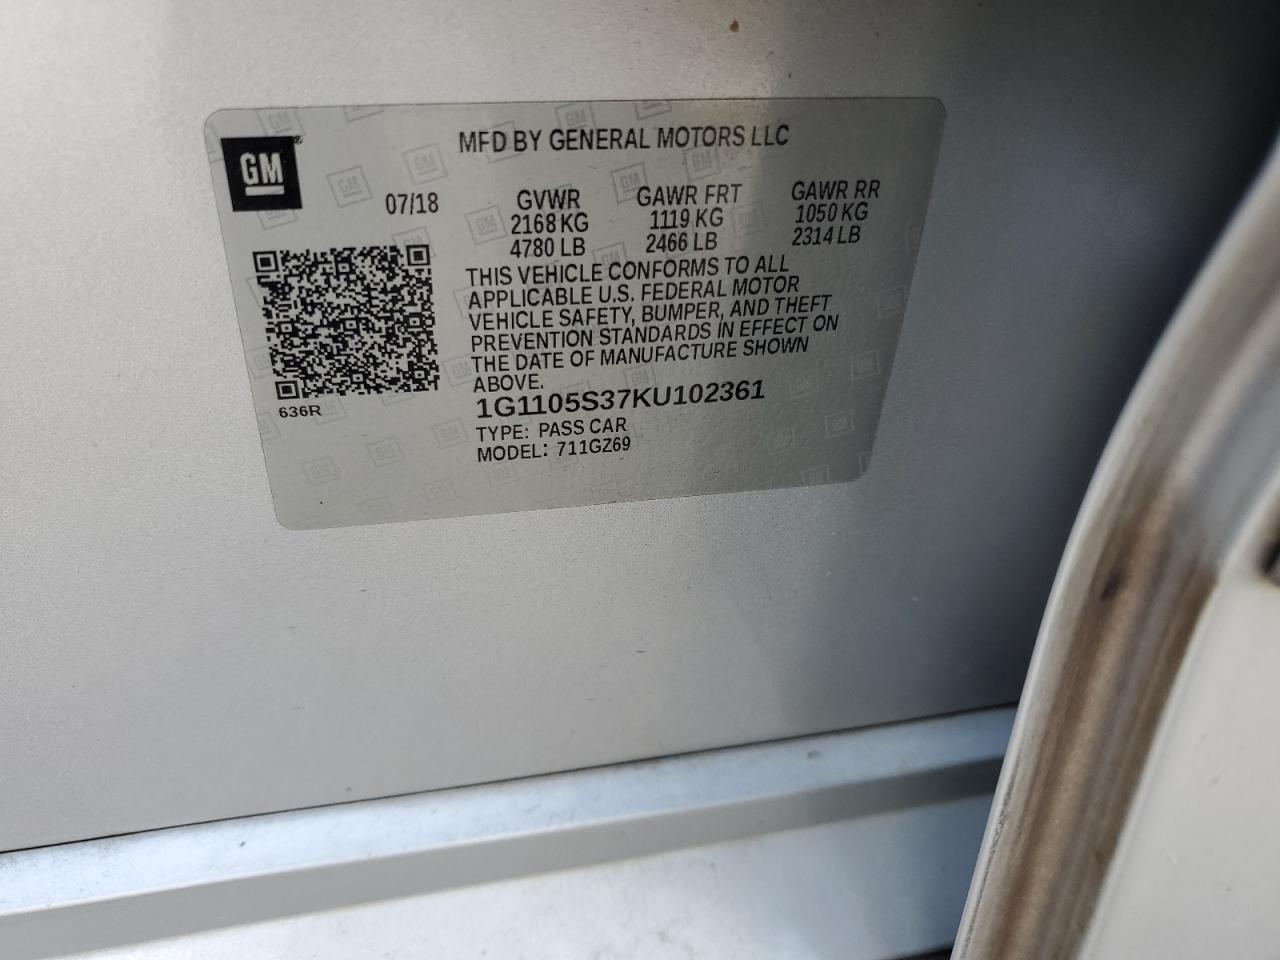 GM
MFD BY GENERAL MOTORS LLC
07/18
GVWR
2168 KG
4780 LB
GAWR FRT
1119 KG
2466 LB
GAWR RR
1050 KG
2314 LB
THIS VEHICLE CONFORMS TO ALL
APPLICABLE U.S. FEDERAL MOTOR
VEHICLE SAFETY, BUMPER, AND THEFT
PREVENTION STANDARDS IN EFFECT ON
THE DATE OF MANUFACTURE SHOWN
ABOVE.
636R
1G1105S37KU102361
TYPE: PASS CAR
MODEL: 711GZ69